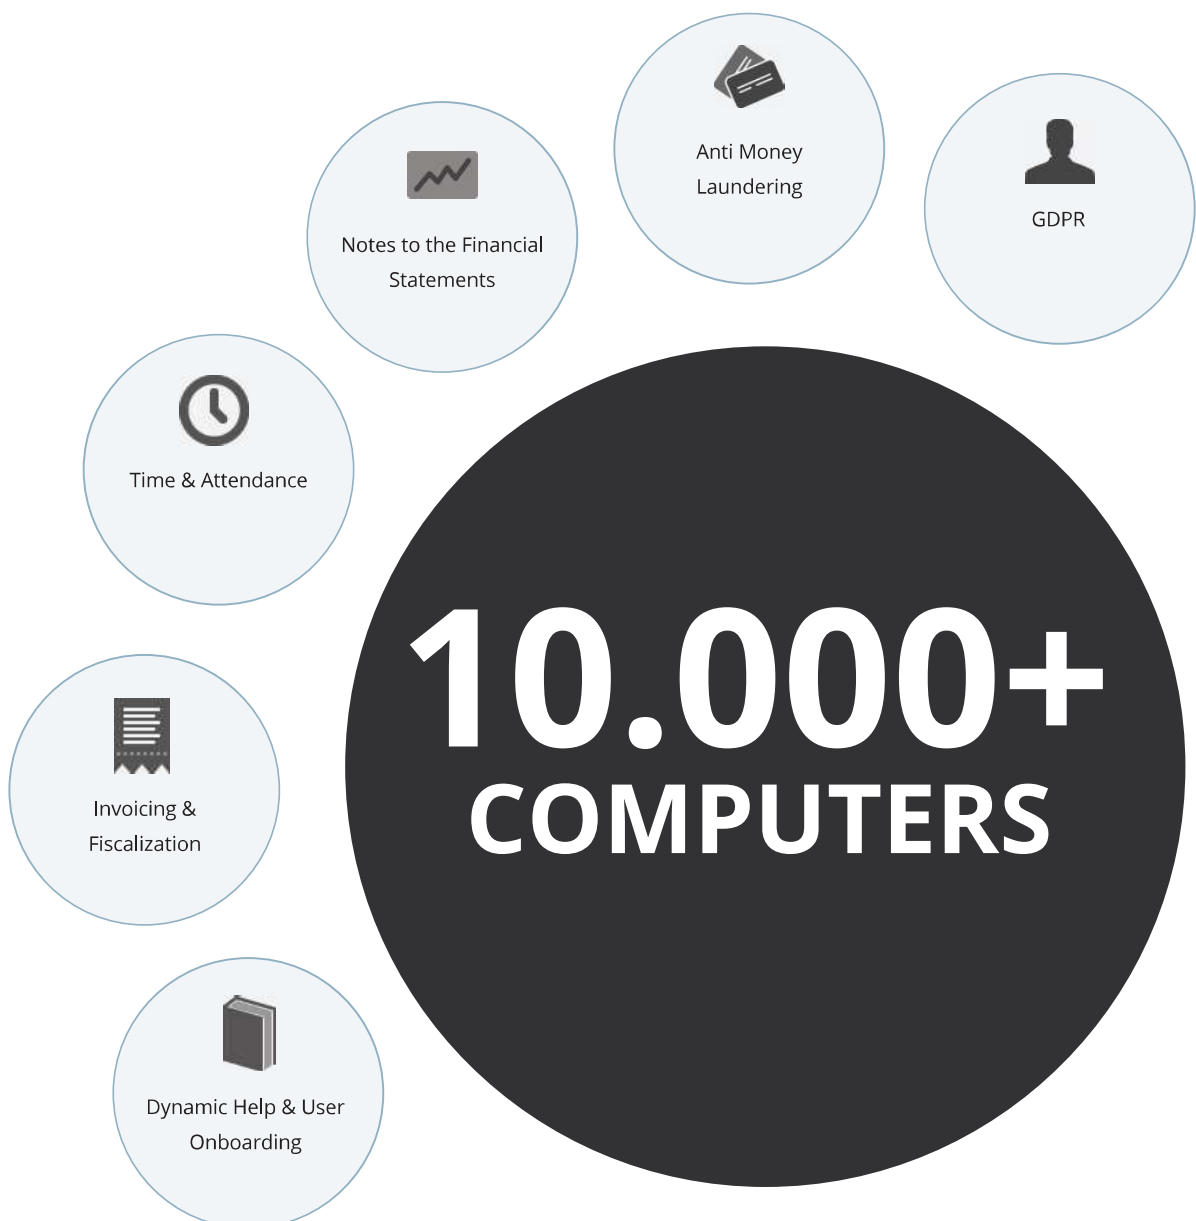 Anti Money
Laundering
GDPR
Notes to the Financial
Statements
Time & Attendance
10.000+
COMPUTERS
Invoicing &
Fiscalization
Dynamic Help & User
Onboarding